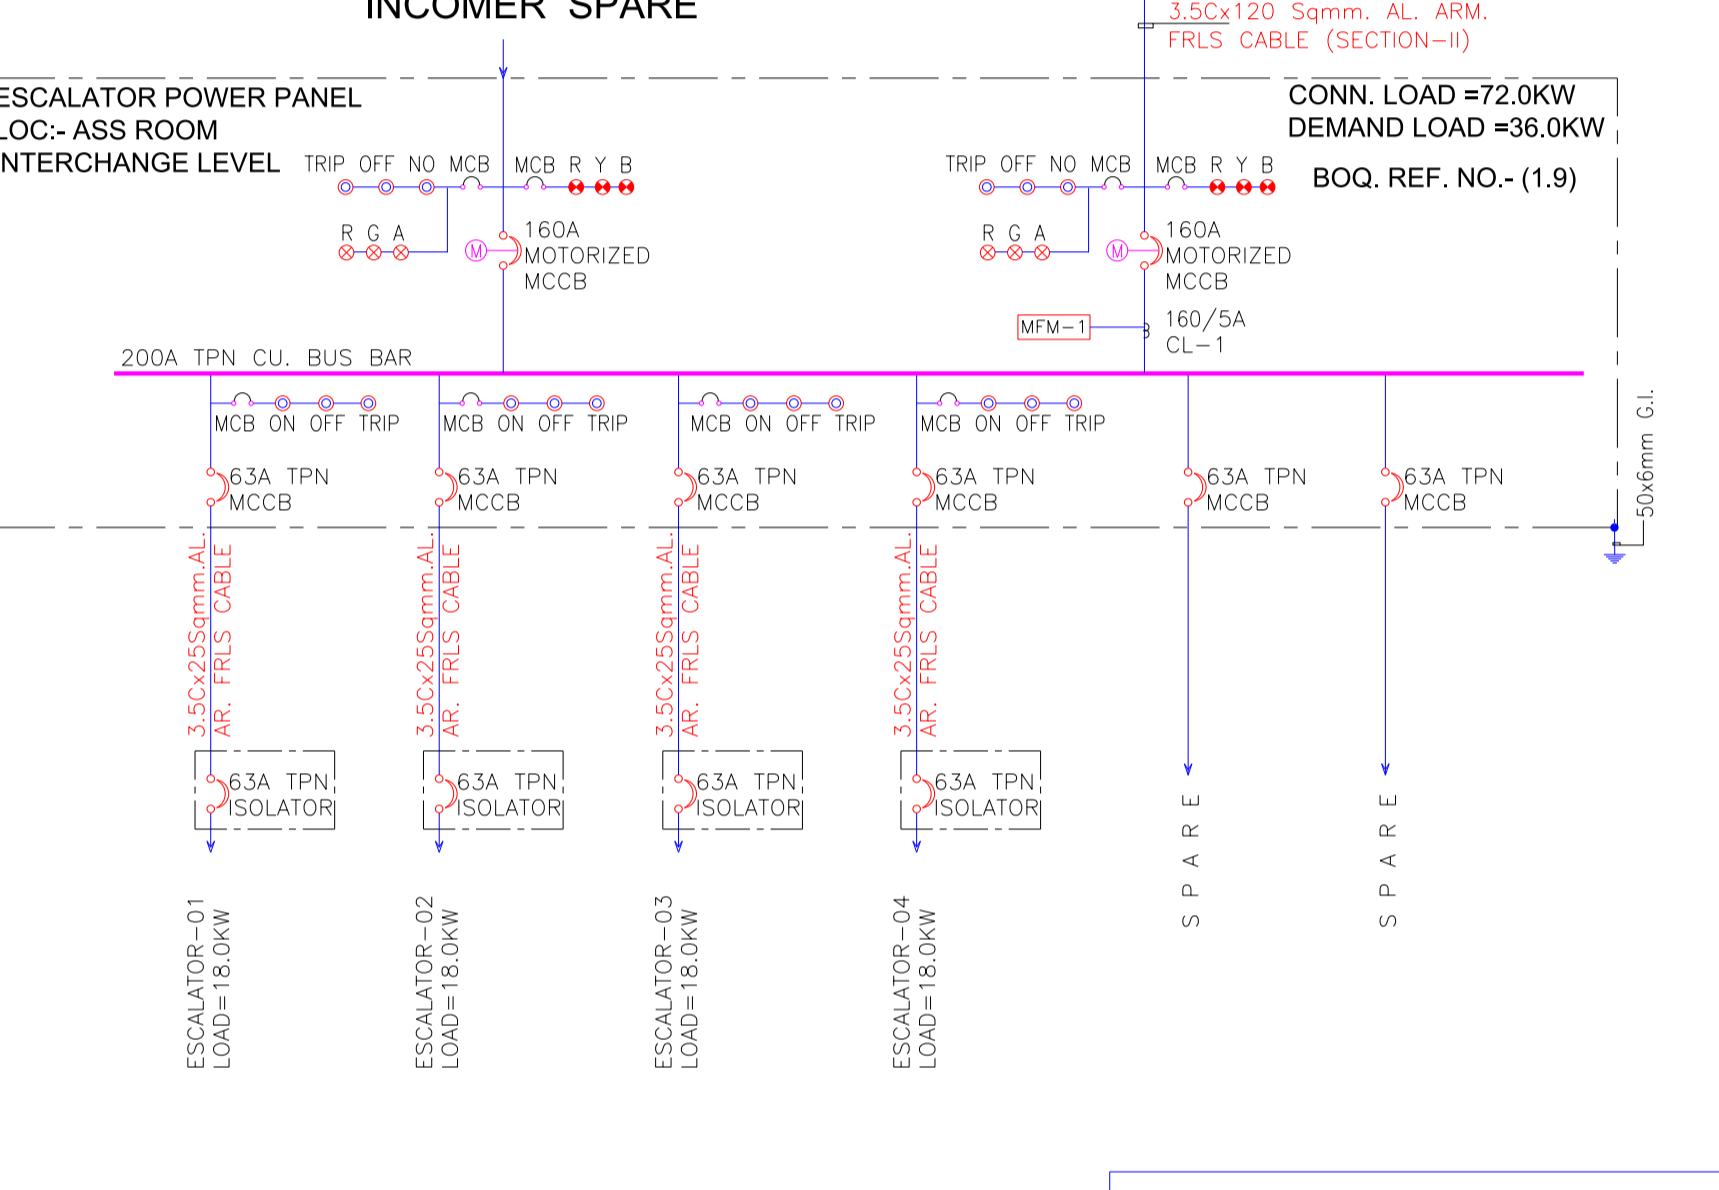 INCOMER SPARE
3.5Cx120 Sqmm. AL. ARM.
FRLS CABLE (SECTION-II)
ESCALATOR POWER PANEL
LOC:- ASS ROOM
INTERCHANGE LEVEL
CONN. LOAD =72.0KW
DEMAND LOAD =36.0KW
BOQ. REF. NO.- (1.9)
TRIP OFF NO MCB MCB R Y B
R G A
M
160A
MOTORIZED
MCCB
TRIP OFF NO MCB MCB R Y B
R G A
M
160A
MOTORIZED
MCCB
MFM-1
160/5A
CL-1
200A TPN CU. BUS BAR
MCB ON OFF TRIP
MCB ON OFF TRIP
MCB ON OFF TRIP
MCB ON OFF TRIP
63A TPN
MCCB
63A TPN
MCCB
63A TPN
MCCB
63A TPN
MCCB
63A TPN
MCCB
63A TPN
MCCB
50x6mm G.I.
3.5Cx25Sqmm.AL.
AR. FRLS CABLE
3.5Cx25Sqmm.AL.
AR. FRLS CABLE
3.5Cx25Sqmm.AL.
AR. FRLS CABLE
3.5Cx25Sqmm.AL.
AR. FRLS CABLE
63A TPN
ISOLATOR
63A TPN
ISOLATOR
63A TPN
ISOLATOR
63A TPN
ISOLATOR
ESCALATOR-01
LOAD=18.0KW
ESCALATOR-02
LOAD=18.0KW
ESCALATOR-03
LOAD=18.0KW
ESCALATOR-04
LOAD=18.0KW
SPARE
SPARE